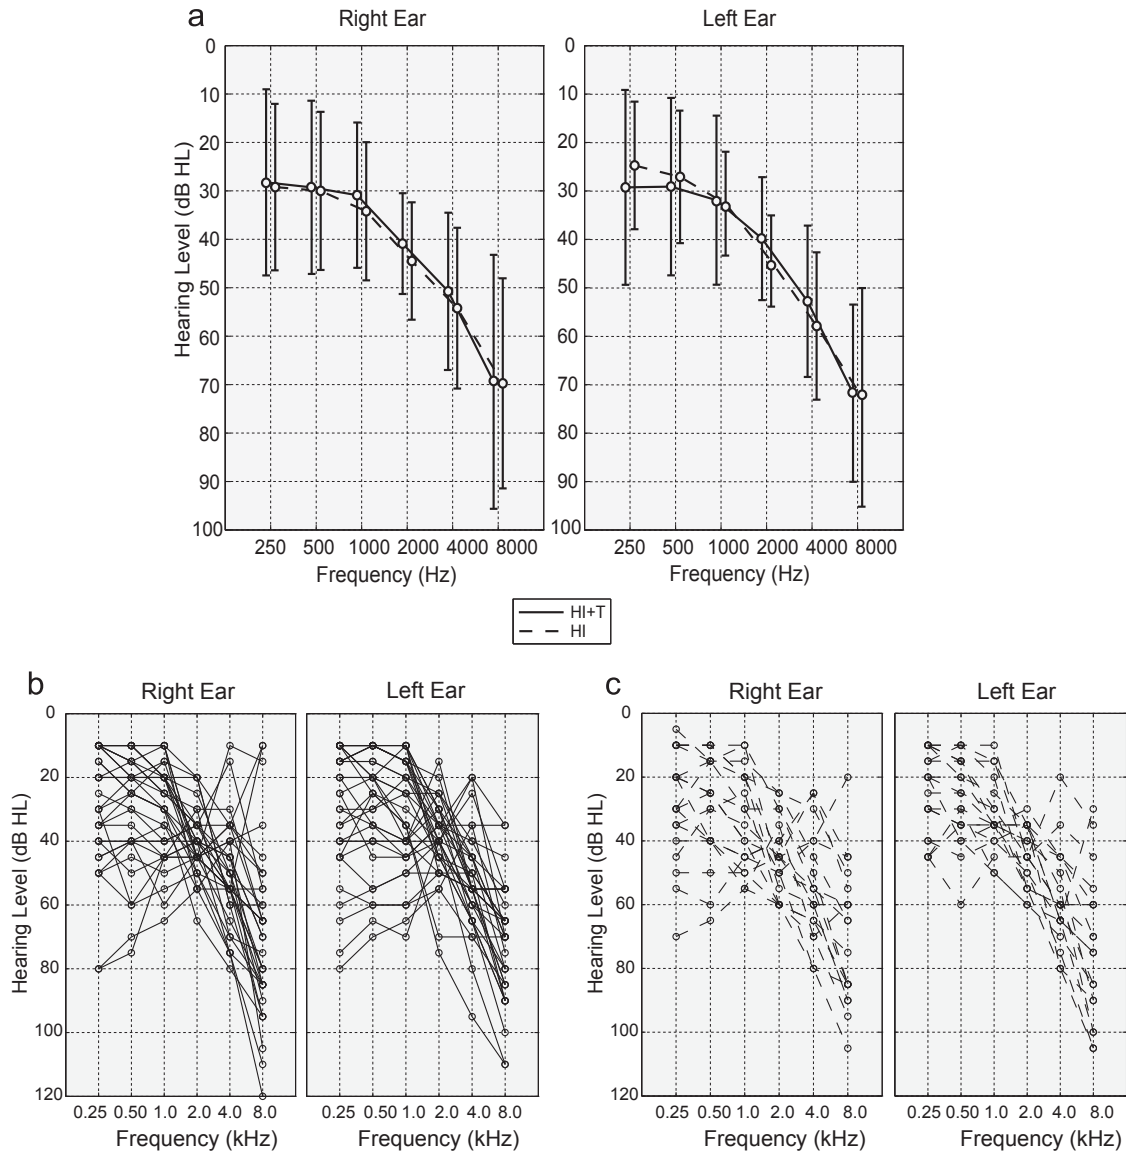 a
Right Ear
Left Ear
Hearing Level (dB HL)
0
10
20
30
40
50
60
70
80
90
100
0
10
20
30
40
50
60
70
80
90
100
250 500 1000 2000 4000 8000
250 500 1000 2000 4000 8000
Frequency (Hz)
Frequency (Hz)
HI+T
HI
b
Right Ear
Left Ear
Hearing Level (dB HL)
0
20
40
60
80
100
120
0.25 0.50 1.0 2.0 4.0 8.0
0.25 0.50 1.0 2.0 4.0 8.0
Frequency (kHz)
Frequency (kHz)
c
Right Ear
Left Ear
Hearing Level (dB HL)
0
20
40
60
80
100
120
0.25 0.50 1.0 2.0 4.0 8.0
0.25 0.50 1.0 2.0 4.0 8.0
Frequency (kHz)
Frequency (kHz)